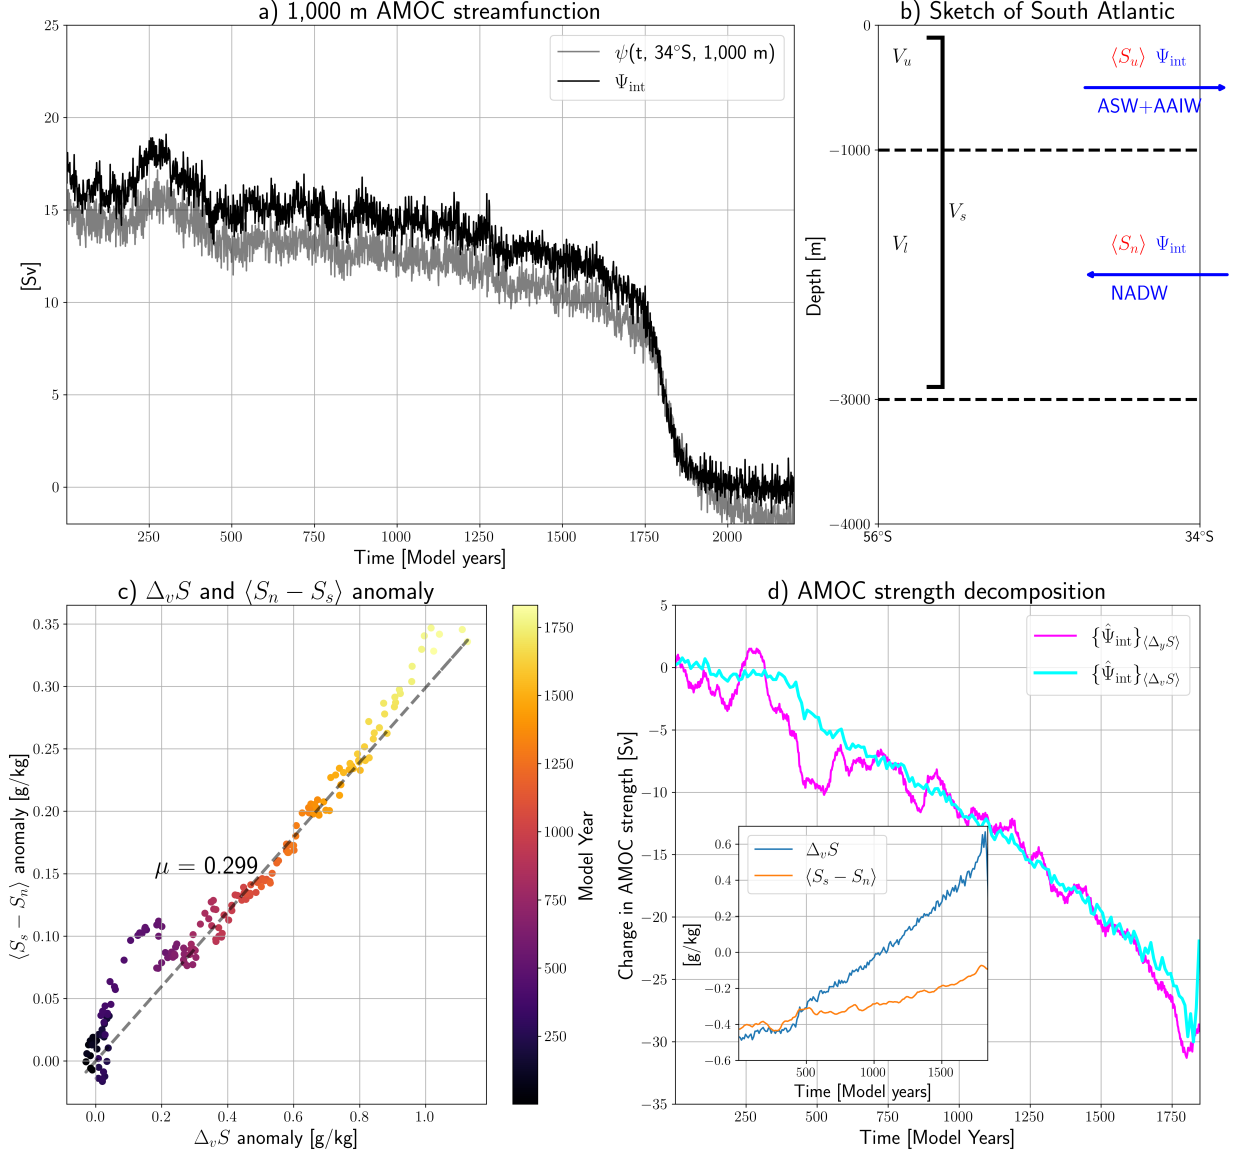 a) 1,000 m AMOC streamfunction
25
20
15
10
5
0
[Sv]
ψ(t, 34°S, 1,000 m)
Ψint
250 500 750 1000 1250 1500 1750 2000
Time [Model years]
b) Sketch of South Atlantic
0
−1000
−3000
−4000
Depth [m]
Vu
⟨Su⟩ Ψint
ASW+AAIW
Vs
Vl
⟨Sn⟩ Ψint
NADW
56°S 34°S
c) ΔvS and ⟨Sn − Ss⟩ anomaly
0.35
0.30
0.25
0.20
0.15
0.10
0.05
0.00
⟨Ss − Sn⟩ anomaly [g/kg]
μ = 0.299
0.0 0.2 0.4 0.6 0.8 1.0
ΔvS anomaly [g/kg]
1750
1500
1250
1000
750
500
250
Model Year
d) AMOC strength decomposition
5
0
−5
−10
−15
−20
−25
−30
−35
Change in AMOC strength [Sv]
{Ψ̂int}⟨ΔyS⟩
{Ψ̂int}⟨ΔvS⟩
0.6
0.4
0.2
0.0
−0.2
−0.4
−0.6
[g/kg]
ΔvS
⟨Ss − Sn⟩
500 1000 1500
Time [Model years]
250 500 750 1000 1250 1500 1750
Time [Model Years]